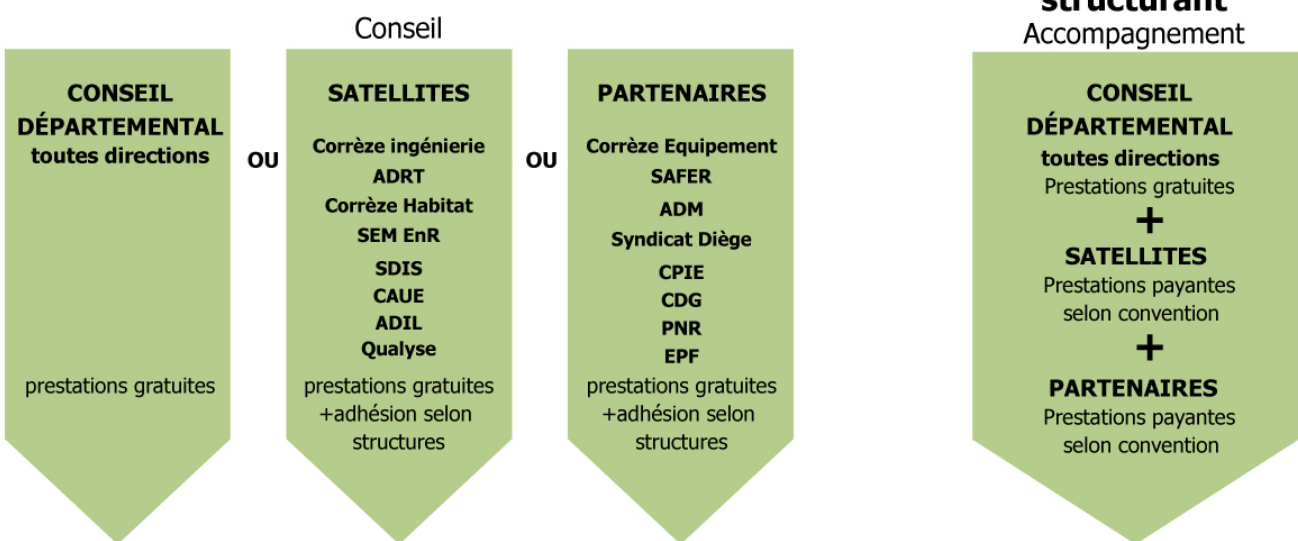 Conseil
CONSEIL
DÉPARTEMENTAL
toutes directions
prestations gratuites
OU
SATELLITES
Corrèze ingénierie
ADRT
Corrèze Habitat
SEM EnR
SDIS
CAUE
ADIL
Qualyse
prestations gratuites
+adhésion selon
structures
OU
PARTENAIRES
Corrèze Equipement
SAFER
ADM
Syndicat Diège
CPIE
CDG
PNR
EPF
prestations gratuites
+adhésion selon
structures
structurant
Accompagnement
CONSEIL
DÉPARTEMENTAL
toutes directions
Prestations gratuites
+
SATELLITES
Prestations payantes
selon convention
+
PARTENAIRES
Prestations payantes
selon convention